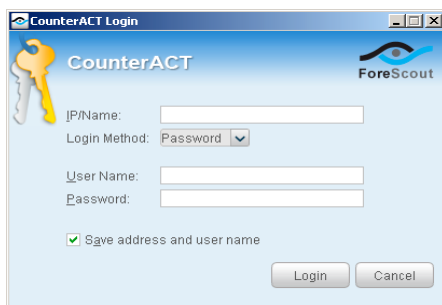 CounterACT Login
CounterACT
ForeScout
IP/Name:
Login Method: Password
User Name:
Password:
Save address and user name
Login Cancel